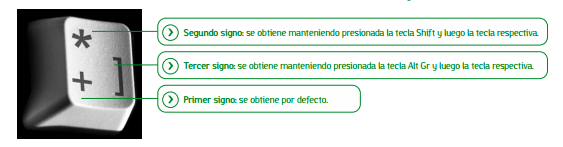 *
+ ]
Segundo signo: se obtiene manteniendo presionada la tecla Shift y luego la tecla respectiva.
Tercer signo: se obtiene manteniendo presionada la tecla Alt Gr y luego la tecla respectiva.
Primer signo: se obtiene por defecto.